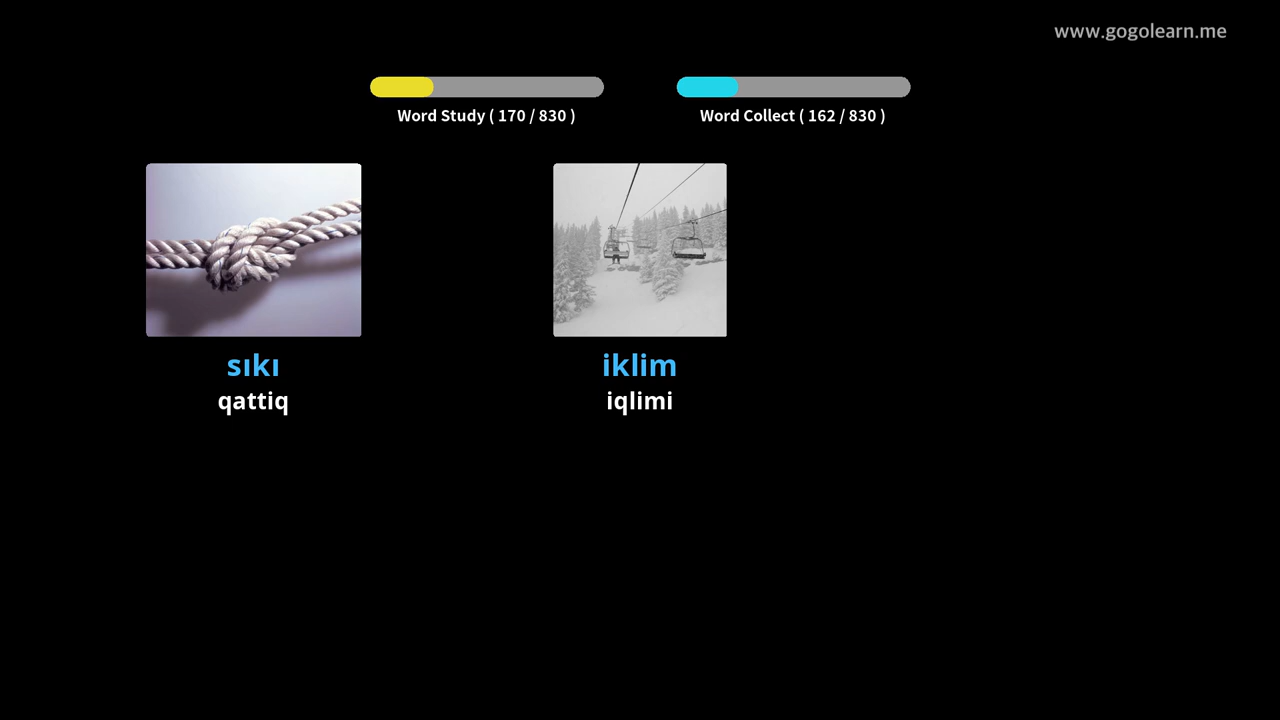 www.gogolearn.me
Word Study ( 170 / 830 )
Word Collect ( 162 / 830 )
sıkı
qattiq
iklim
iqlimi